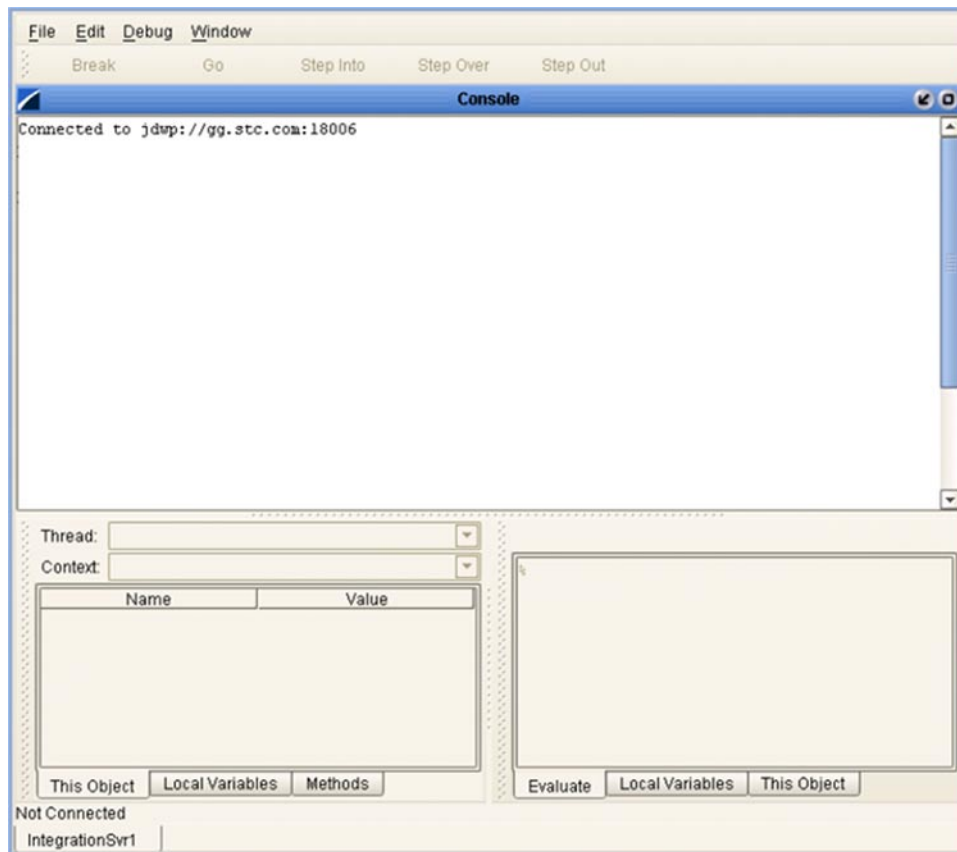 File Edit Debug Window
Break Go Step Into Step Over Step Out
Console
Connected to jdwp://gg.stc.com:18006
Thread:
Context:
Name Value
%
This Object Local Variables Methods
Evaluate Local Variables This Object
Not Connected
IntegrationSvr1